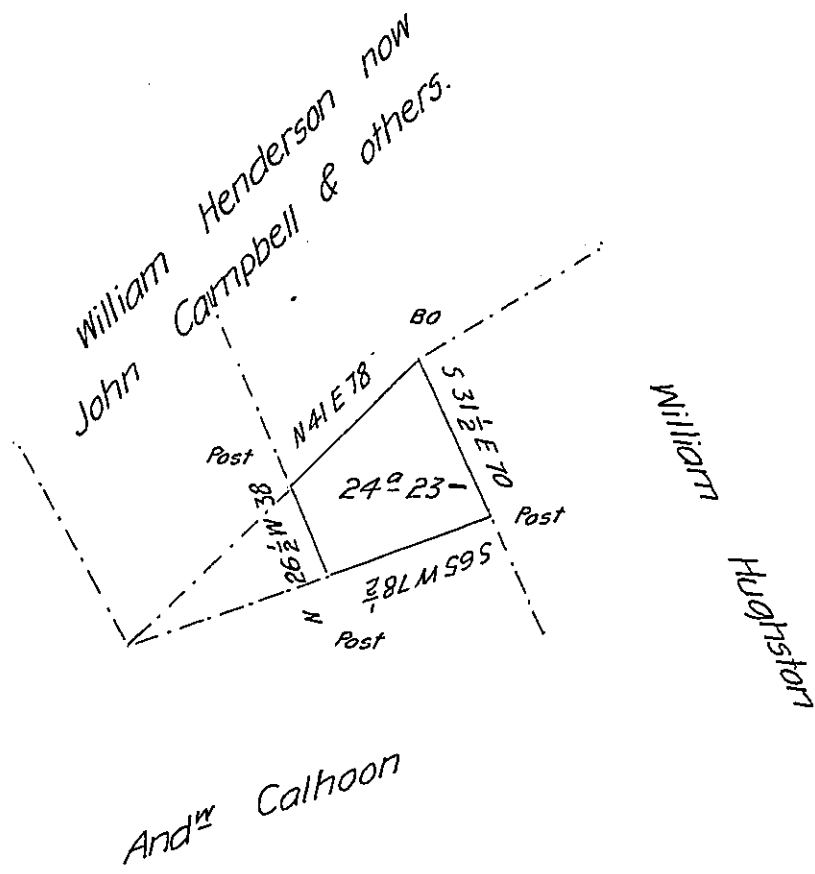 William Henderson now
John Campbell & others.
BO
N 41 E 78
S 31½ E 70
Post
24ª 23-
Post
N 26½ W 38
S 65 W 78½
Post
William Hughston
Andʷ Calhoon